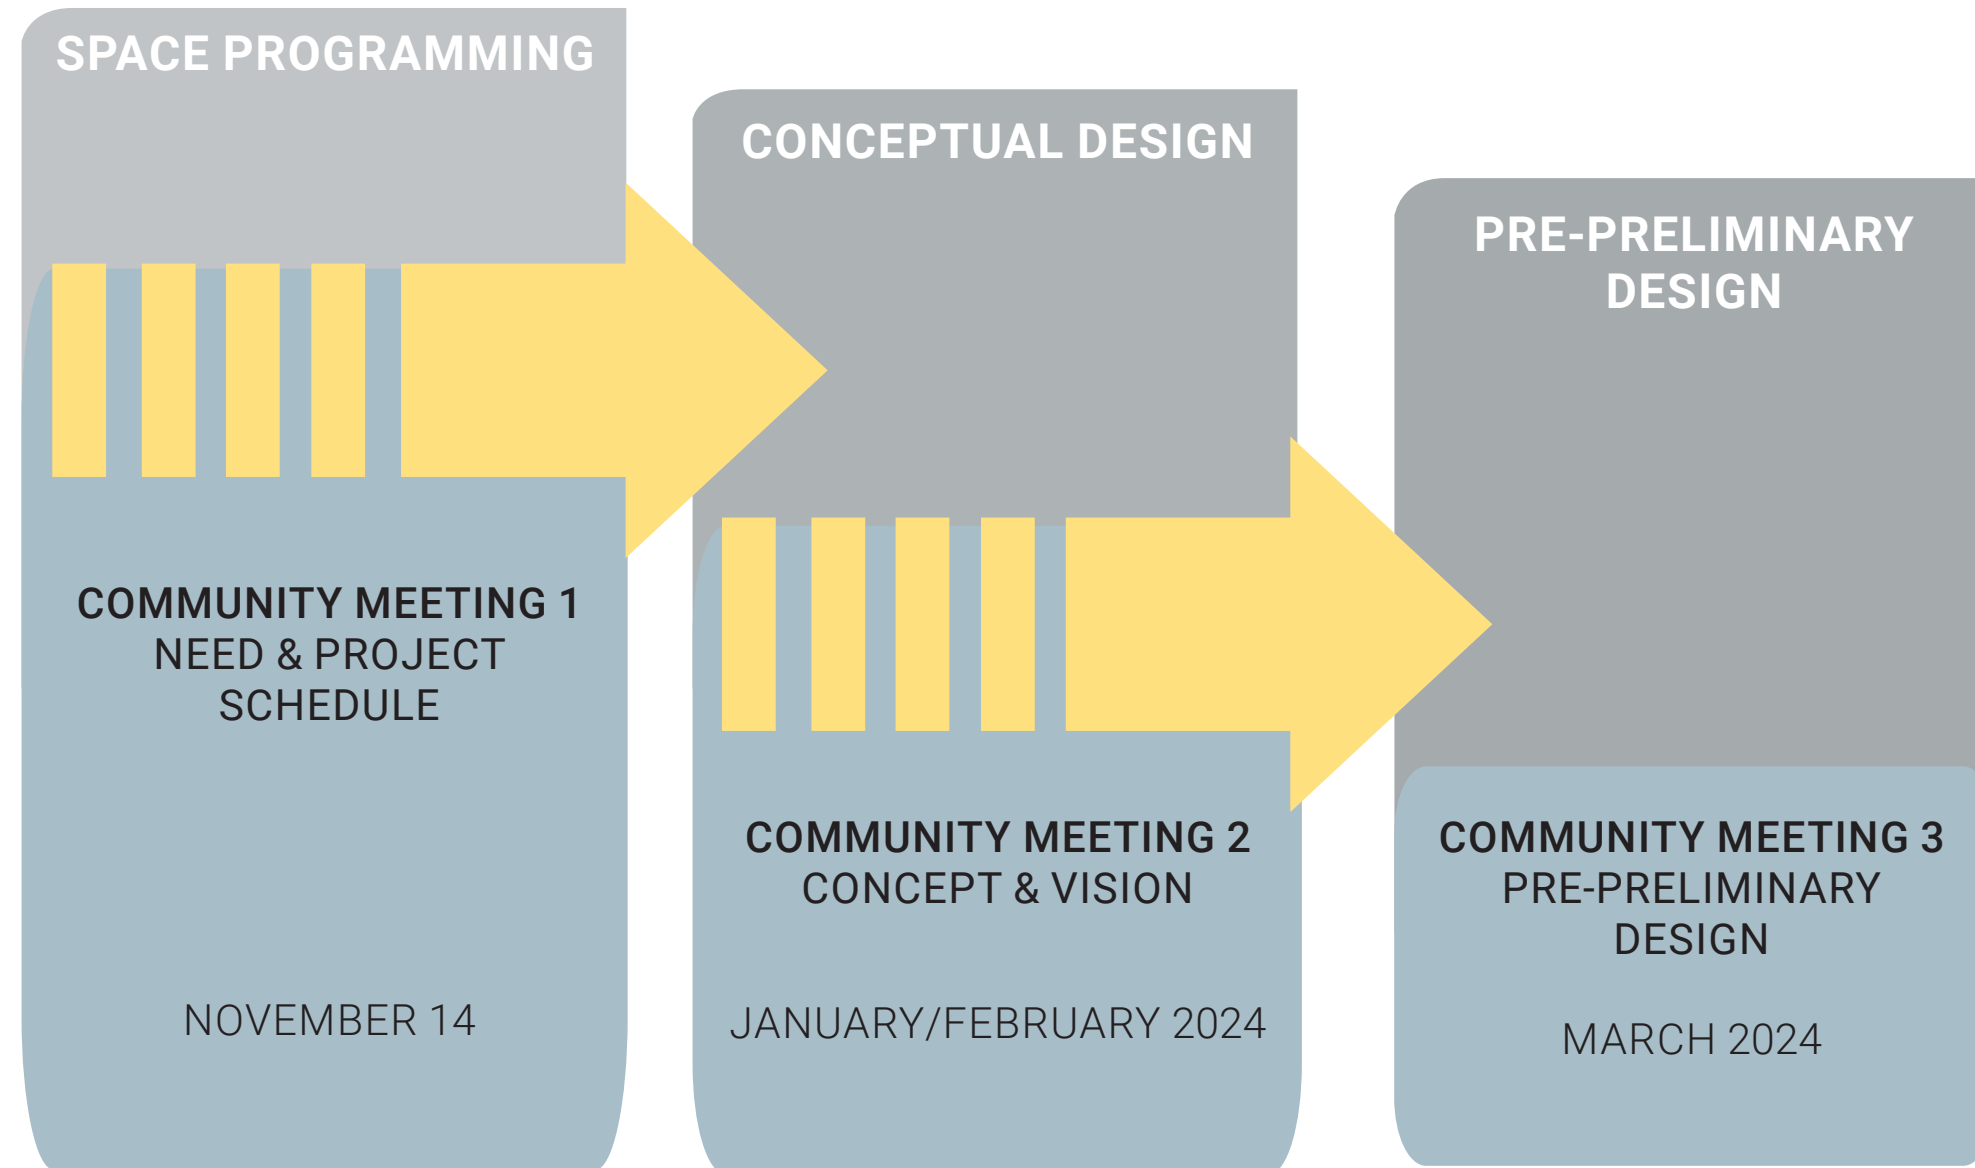 SPACE PROGRAMMING
COMMUNITY MEETING 1
NEED & PROJECT
SCHEDULE
NOVEMBER 14
CONCEPTUAL DESIGN
COMMUNITY MEETING 2
CONCEPT & VISION
JANUARY/FEBRUARY 2024
PRE-PRELIMINARY
DESIGN
COMMUNITY MEETING 3
PRE-PRELIMINARY
DESIGN
MARCH 2024